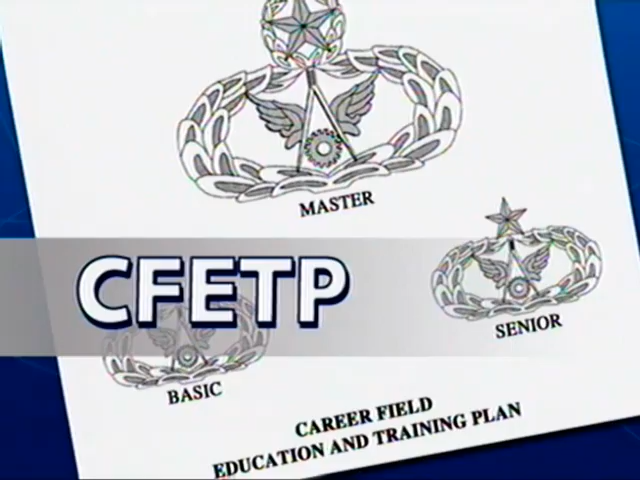 MASTER
CFETP
SENIOR
BASIC
CAREER FIELD
EDUCATION AND TRAINING PLAN